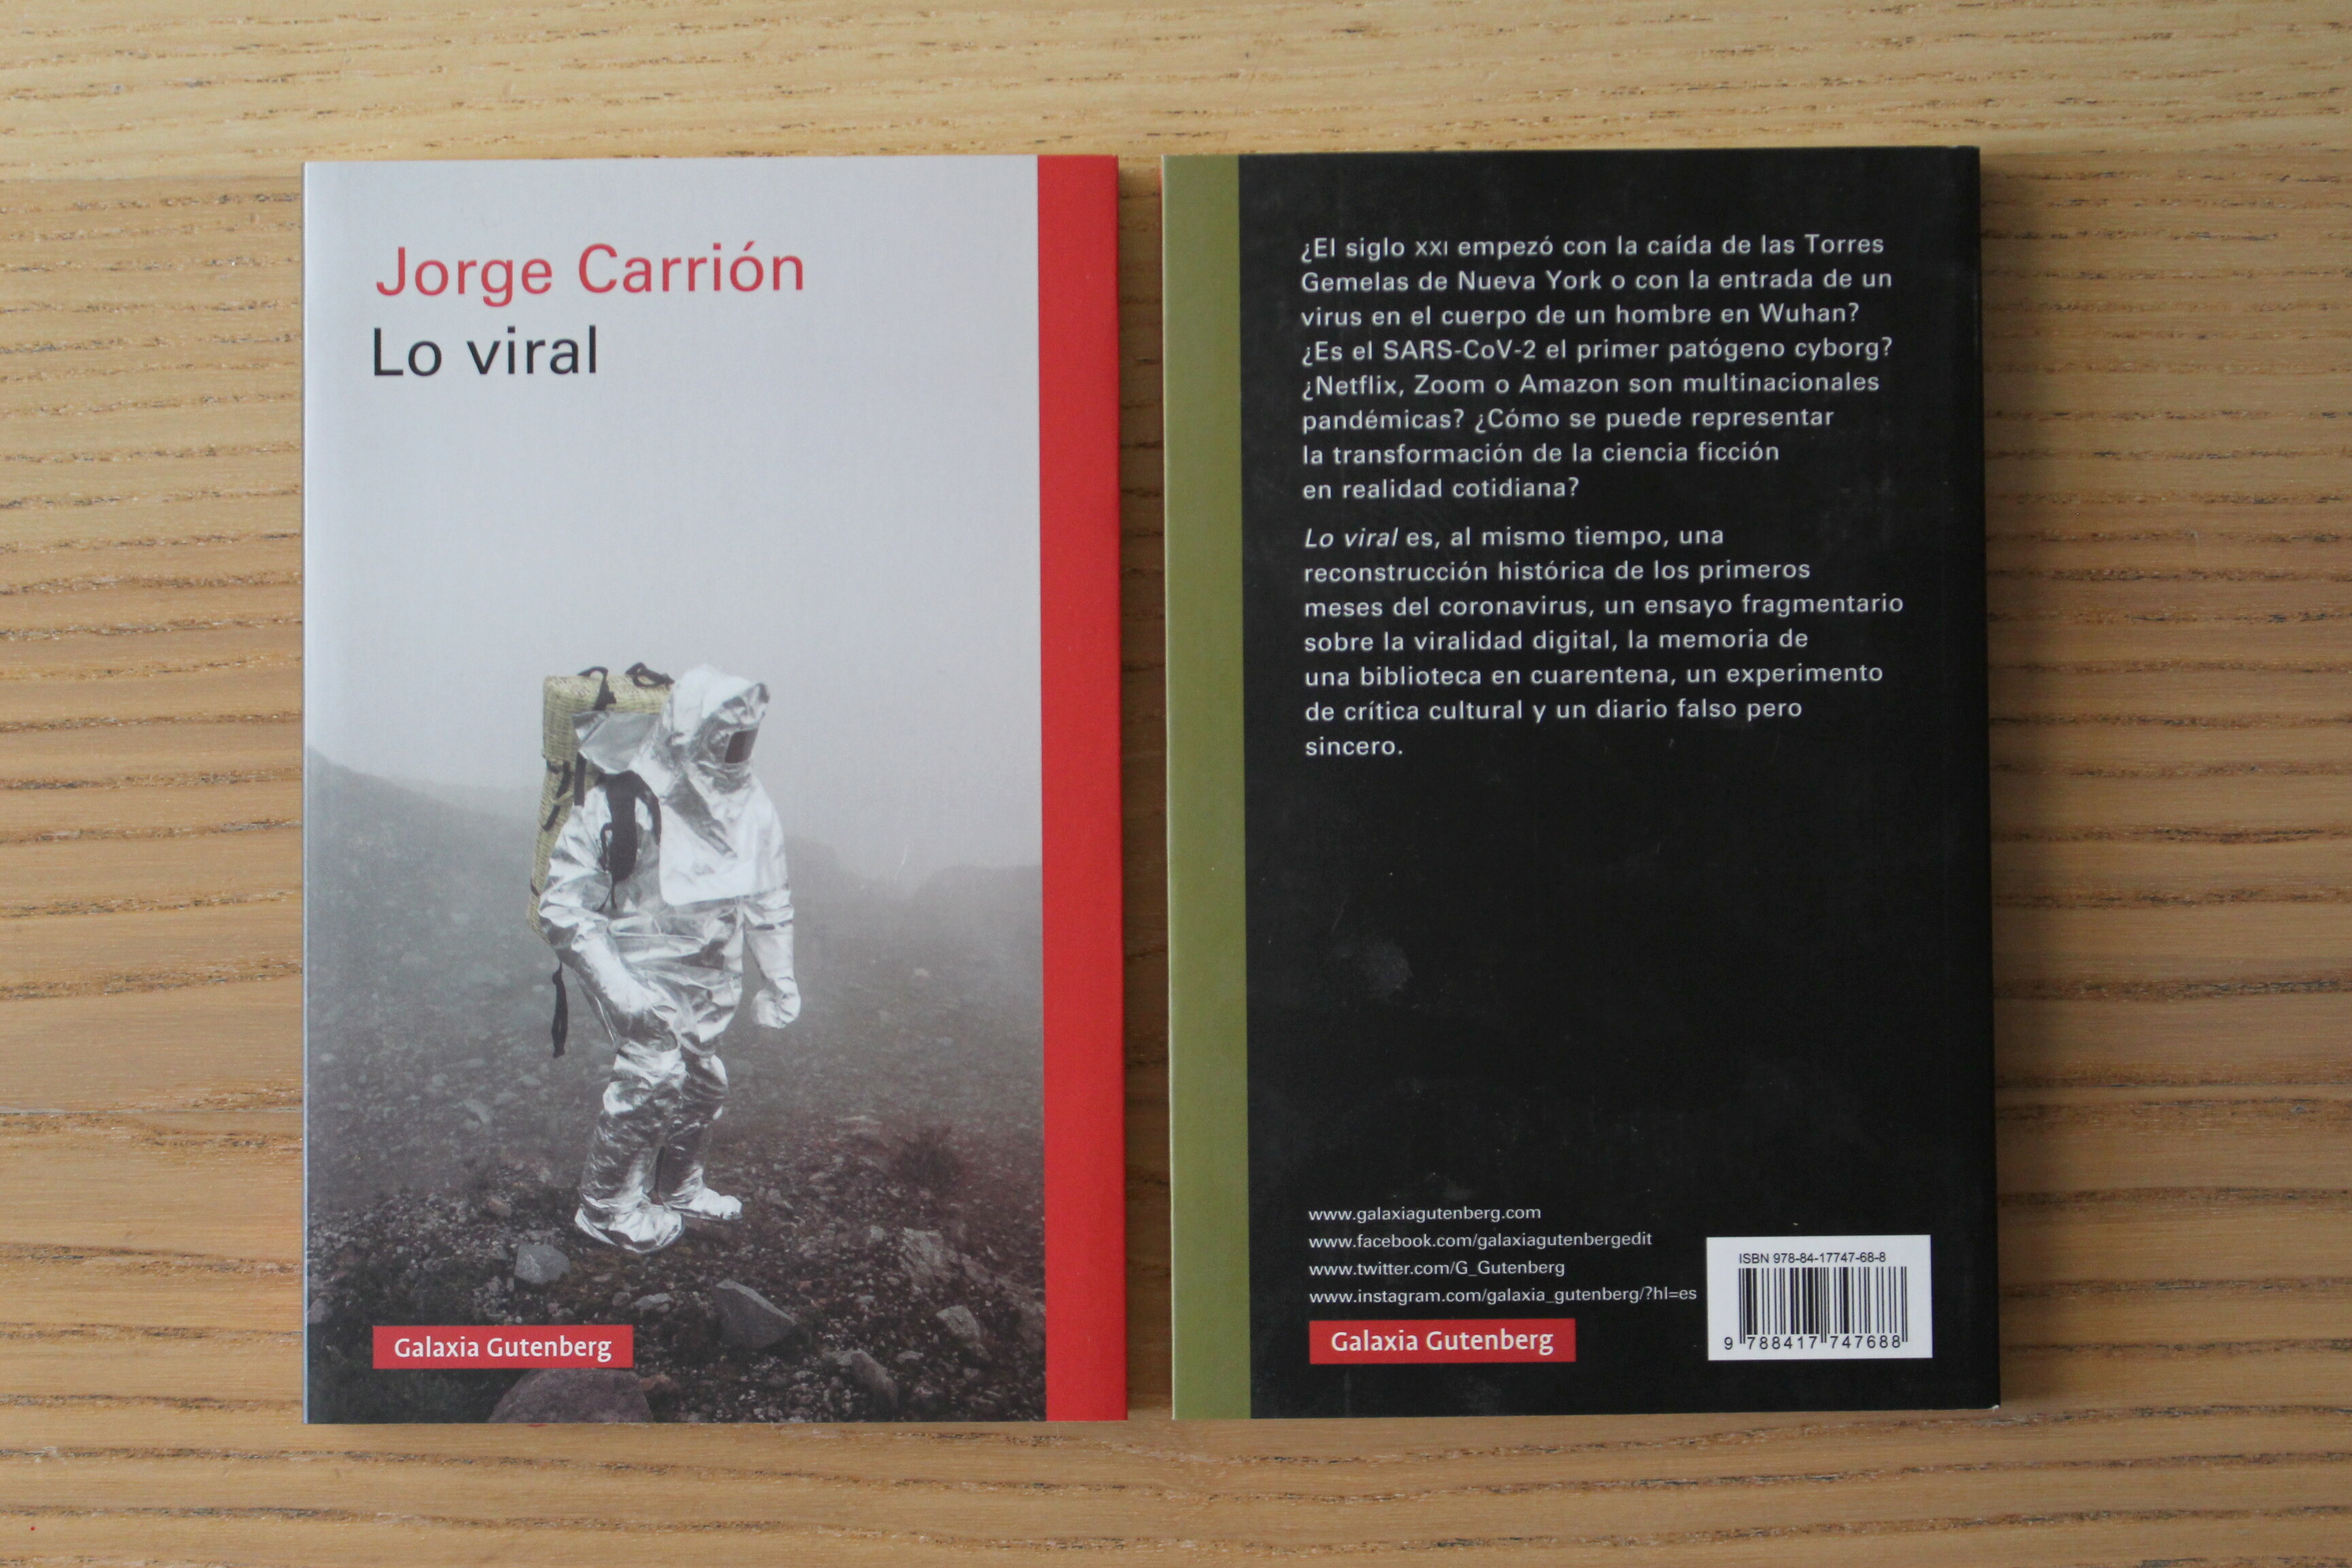 Jorge Carrión
Lo viral
Galaxia Gutenberg
¿El siglo XXI empezó con la caída de las Torres
Gemelas de Nueva York o con la entrada de un
virus en el cuerpo de un hombre en Wuhan?
¿Es el SARS-CoV-2 el primer patógeno cyborg?
¿Netflix, Zoom o Amazon son multinacionales
pandémicas? ¿Cómo se puede representar
la transformación de la ciencia ficción
en realidad cotidiana?
Lo viral es, al mismo tiempo, una
reconstrucción histórica de los primeros
meses del coronavirus, un ensayo fragmentario
sobre la viralidad digital, la memoria de
una biblioteca en cuarentena, un experimento
de crítica cultural y un diario falso pero
sincero.
www.galaxiagutenberg.com
www.facebook.com/galaxiagutenbergedit
www.twitter.com/G_Gutenberg
www.instagram.com/galaxia_gutenberg/?hl=es
Galaxia Gutenberg
ISBN 978-84-17747-68-8
9 788417 747688